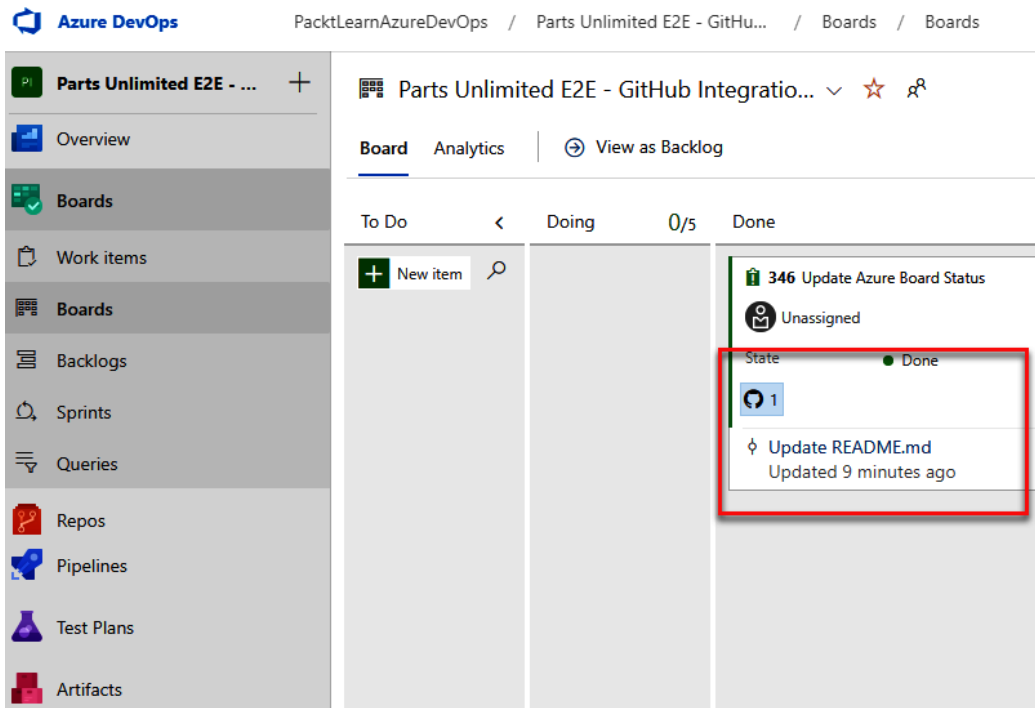 Azure DevOps
PacktLearnAzureDevOps / Parts Unlimited E2E - GitHu... / Boards / Boards
PI
Parts Unlimited E2E - ...
Overview
Boards
Work items
Boards
Backlogs
Sprints
Queries
Repos
Pipelines
Test Plans
Artifacts
Parts Unlimited E2E - GitHub Integratio...
Board Analytics View as Backlog
To Do Doing 0/5 Done
New item
346 Update Azure Board Status
Unassigned
State Done
1
Update README.md
Updated 9 minutes ago